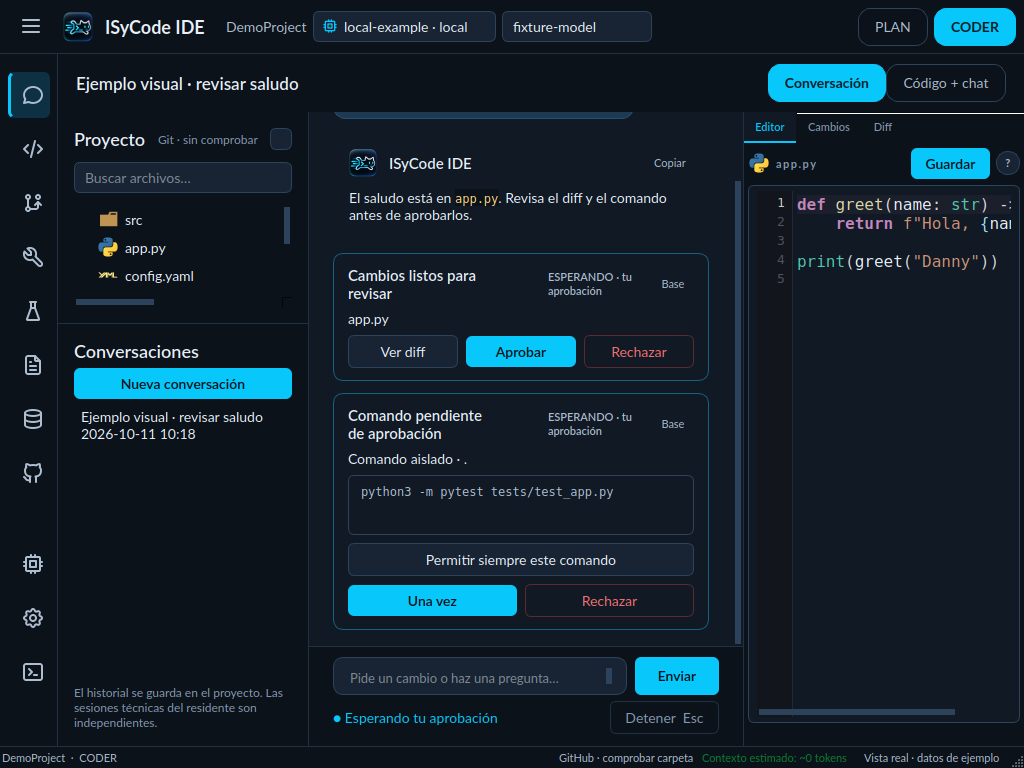 ISyCode IDE
DemoProject
local-example · local
fixture-model
PLAN
CODER
Ejemplo visual · revisar saludo
Conversación
Código + chat
Proyecto
Git · sin comprobar
Buscar archivos...
src
app.py
YML
config.yaml
Conversaciones
Nueva conversación
Ejemplo visual · revisar saludo
2026-10-11 10:18
El historial se guarda en el proyecto. Las
sesiones técnicas del residente son
independientes.
ISyCode IDE
Copiar
El saludo está en app.py. Revisa el diff y el comando
antes de aprobarlos.
Cambios listos para
revisar
ESPERANDO · tu
aprobación
Base
app.py
Ver diff
Aprobar
Rechazar
Comando pendiente
de aprobación
ESPERANDO · tu
aprobación
Base
Comando aislado · .
python3 -m pytest tests/test_app.py
Permitir siempre este comando
Una vez
Rechazar
Pide un cambio o haz una pregunta...
Enviar
Esperando tu aprobación
Detener Esc
Editor
Cambios
Diff
app.py
Guardar
?
1 def greet(name: str) ->
2 return f"Hola, {nam
3
4 print(greet("Danny"))
5
DemoProject · CODER
GitHub · comprobar carpeta
Contexto estimado: ~0 tokens
Vista real · datos de ejemplo